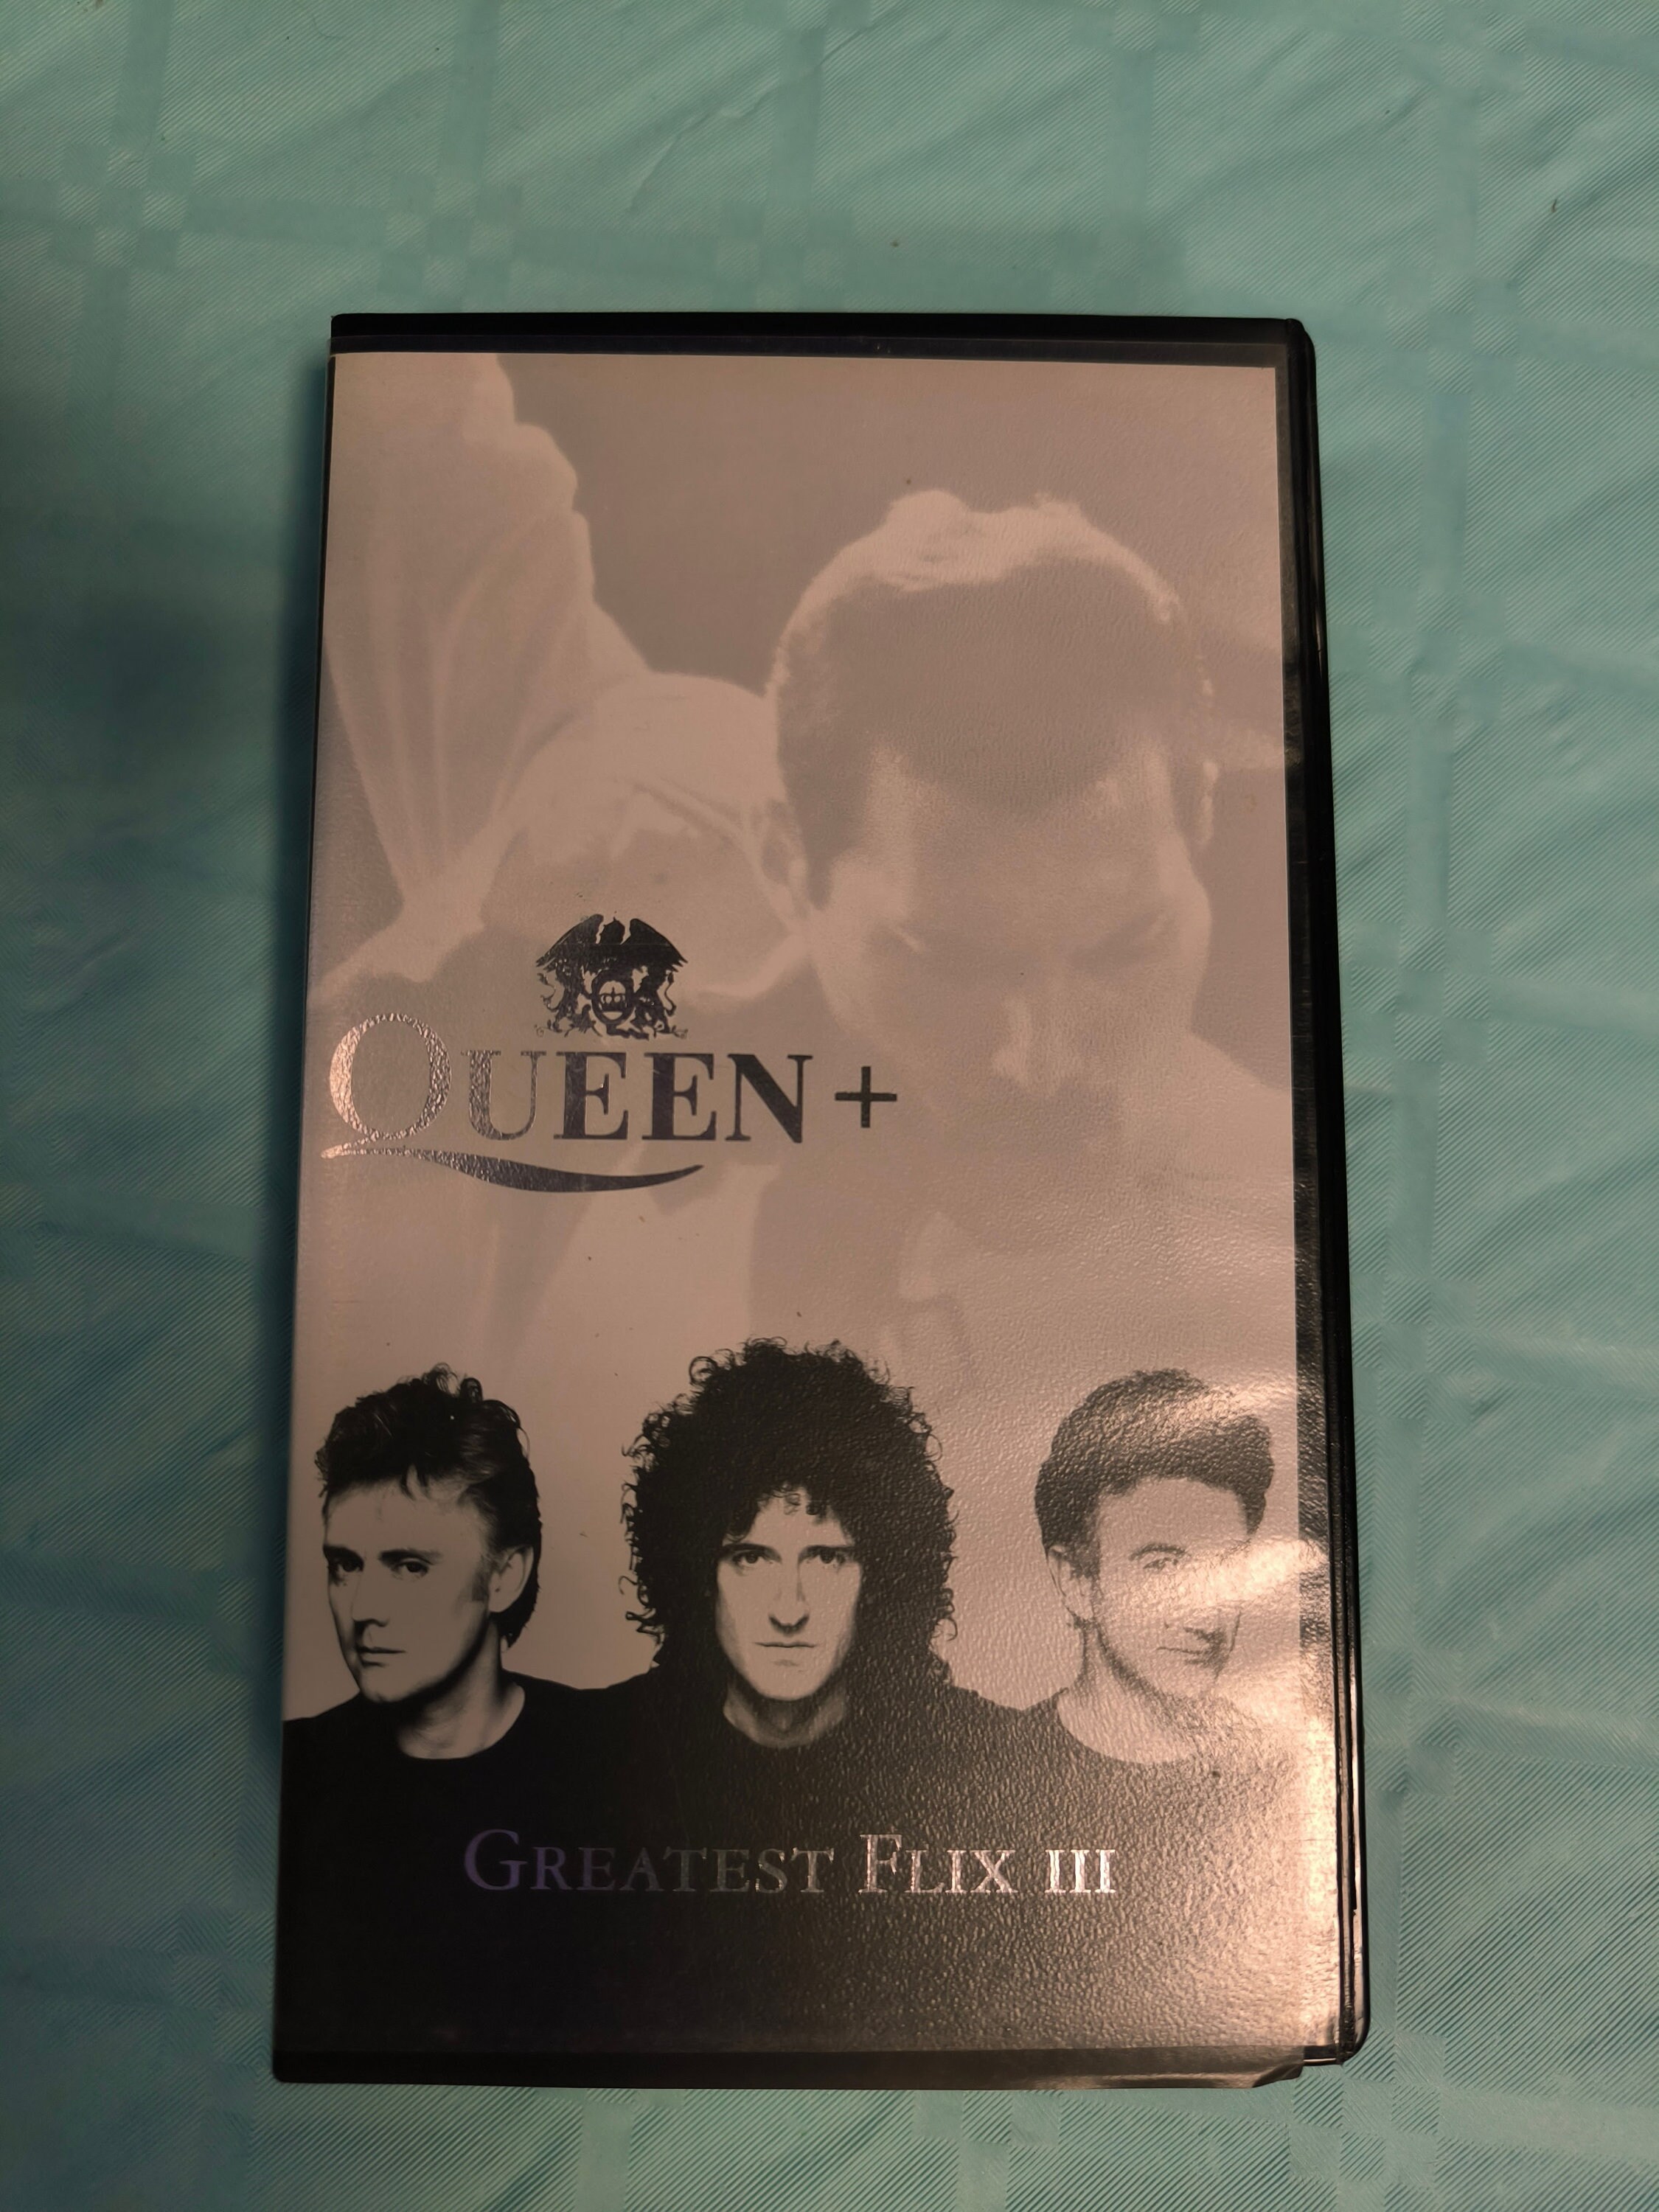 QUEEN +
GREATEST FLIX III